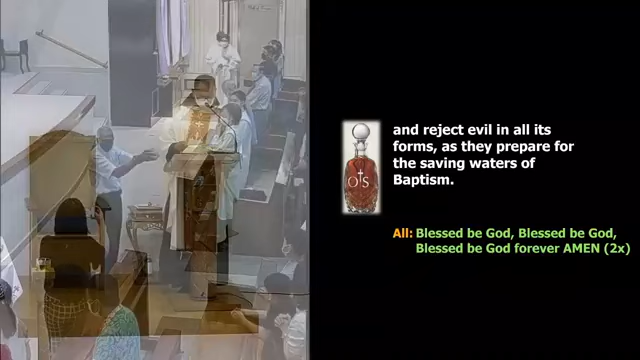 and reject evil in all its
forms, as they prepare for
the saving waters of
Baptism.
OS
All: Blessed be God, Blessed be God,
Blessed be God forever AMEN (2x)